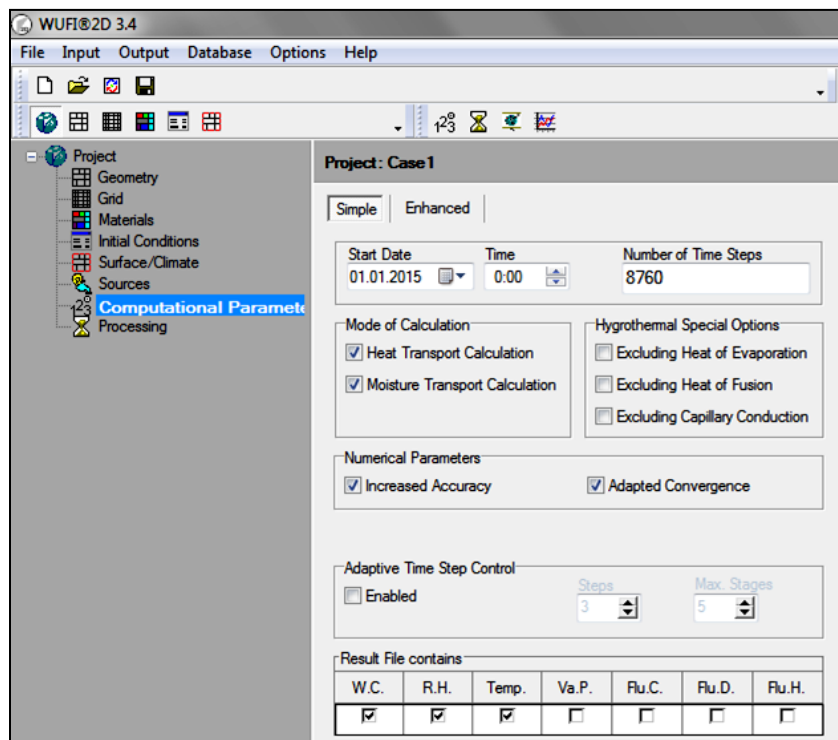 WUFI®2D 3.4
File Input Output Database Options Help
123
Project
Geometry
Grid
Materials
Initial Conditions
Surface/Climate
Sources
123 Computational Paramete
Processing
Project: Case1
Simple Enhanced
Start Date Time Number of Time Steps
01.01.2015 0:00 8760
Mode of Calculation Hygrothermal Special Options
Heat Transport Calculation Excluding Heat of Evaporation
Moisture Transport Calculation Excluding Heat of Fusion
Excluding Capillary Conduction
Numerical Parameters
Increased Accuracy Adapted Convergence
Adaptive Time Step Control
Enabled Steps Max. Stages
3 5
Result File contains
W.C. R.H. Temp. Va.P. Flu.C. Flu.D. Flu.H.